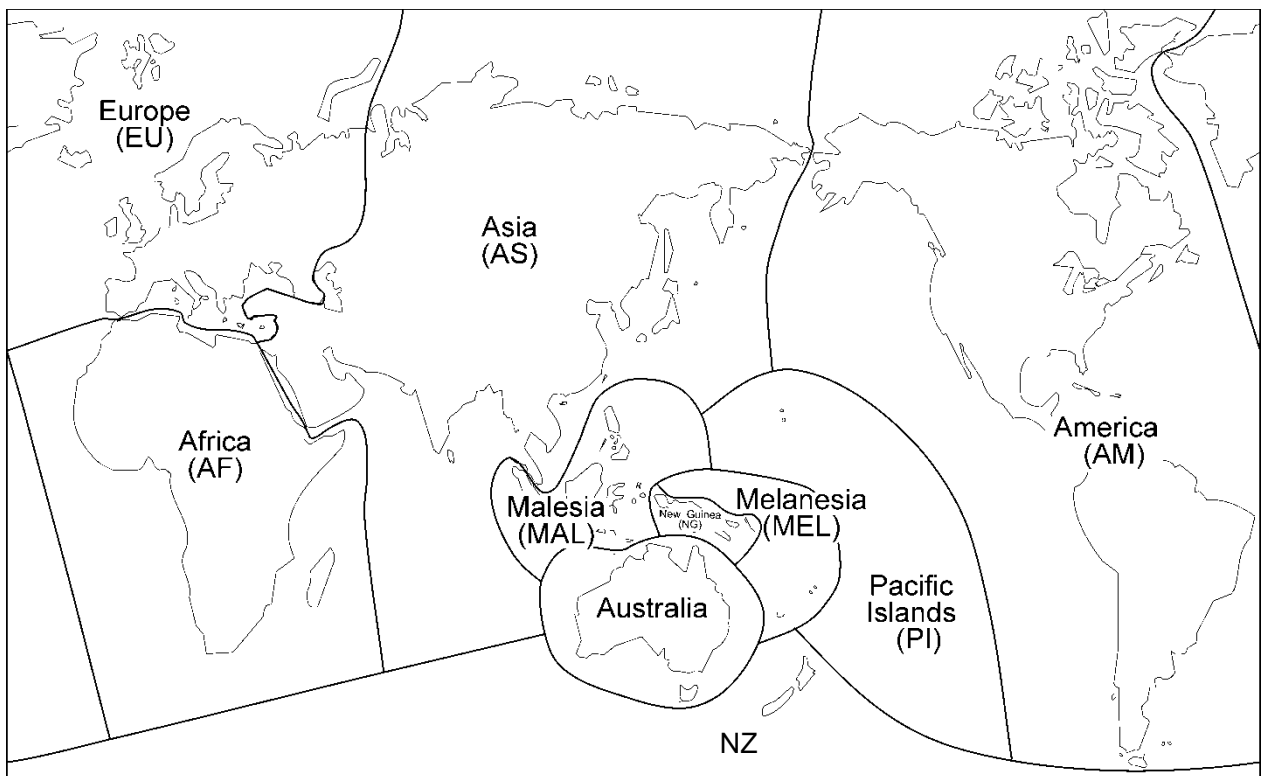 Europe
(EU)
Asia
(AS)
Africa
(AF)
America
(AM)
Malesia
(MAL)
New Guinea
(NG)
Melanesia
(MEL)
Australia
Pacific
Islands
(PI)
NZ